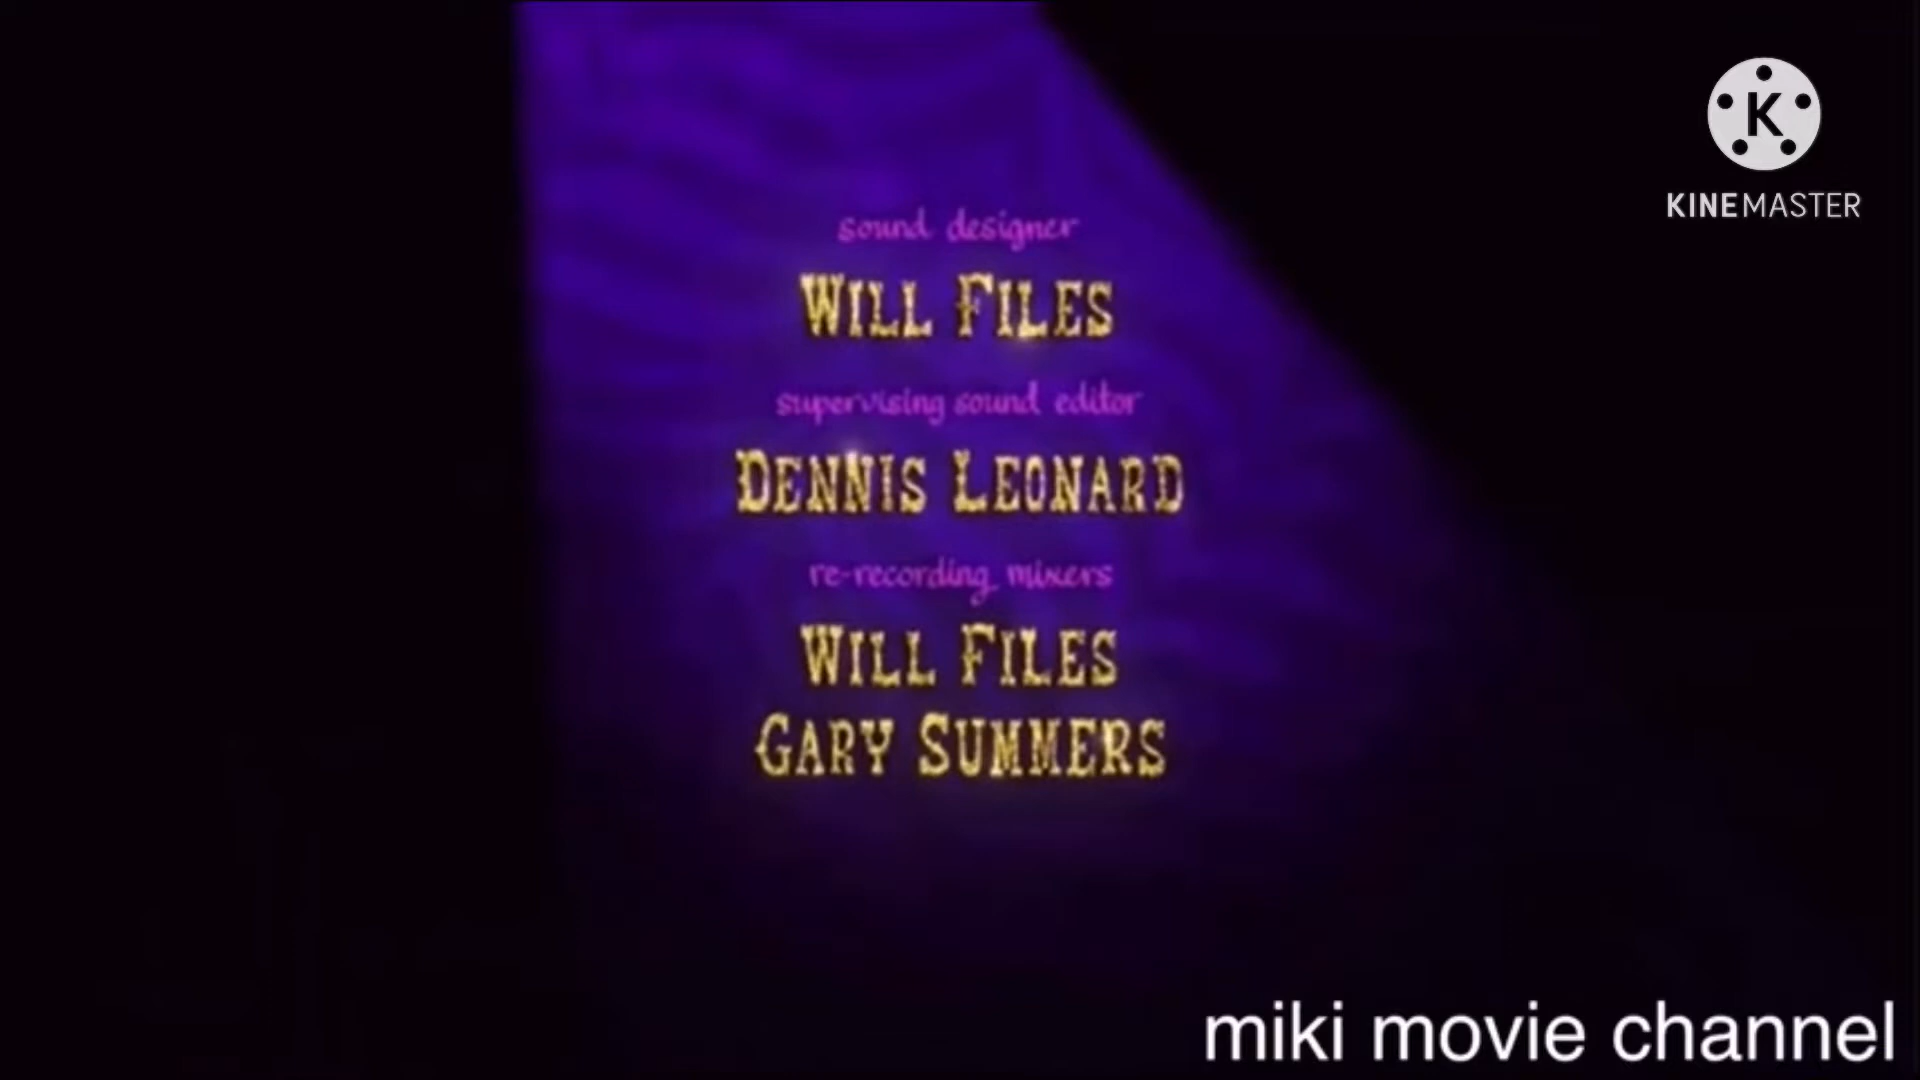 K
KINEMASTER
sound designer
WILL FILES
supervising sound editor
DENNIS LEONARD
re-recording mixers
WILL FILES
GARY SUMMERS
miki movie channel